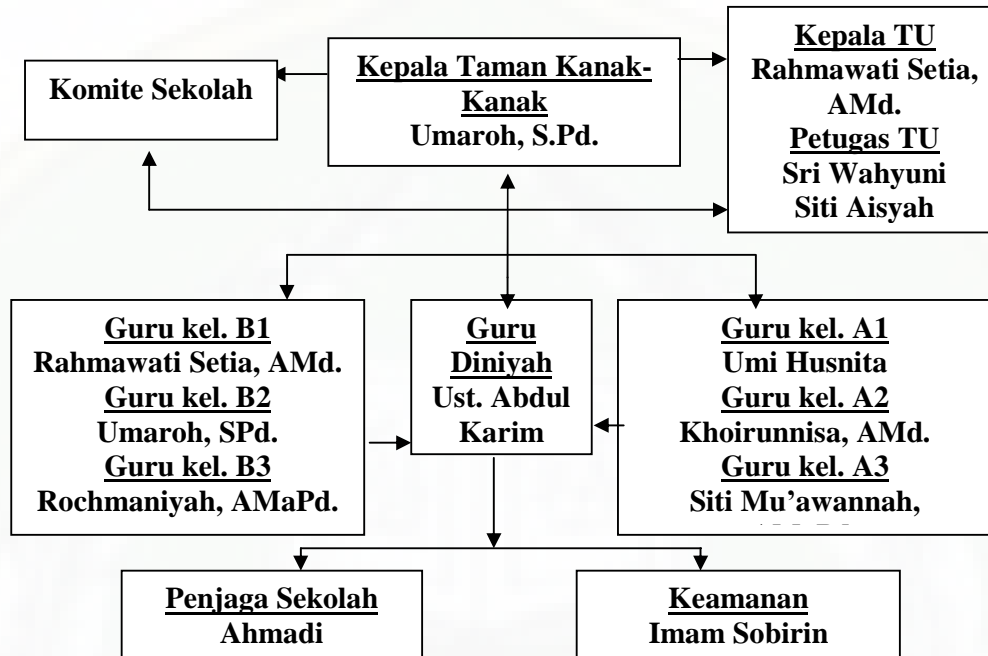 Komite Sekolah
Kepala Taman Kanak-
Kanak
Umaroh, S.Pd.
Kepala TU
Rahmawati Setia,
AMd.
Petugas TU
Sri Wahyuni
Siti Aisyah
Guru kel. B1
Rahmawati Setia, AMd.
Guru kel. B2
Umaroh, SPd.
Guru kel. B3
Rochmaniyah, AMaPd.
Guru
Diniyah
Ust. Abdul
Karim
Guru kel. A1
Umi Husnita
Guru kel. A2
Khoirunnisa, AMd.
Guru kel. A3
Siti Mu’awannah,
Penjaga Sekolah
Ahmadi
Keamanan
Imam Sobirin